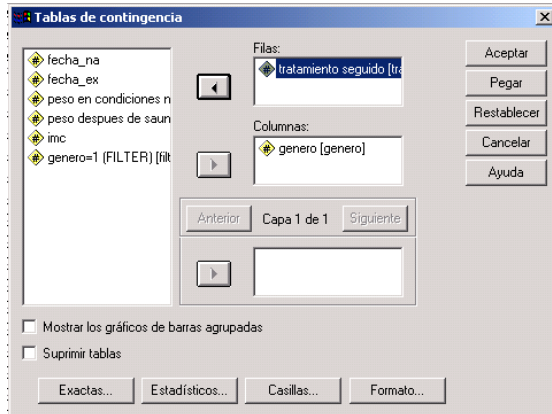 Tablas de contingencia
fecha_na
fecha_ex
peso en condiciones n
peso despues de saun
imc
genero=1 (FILTER) [filt
Filas:
tratamiento seguido [tra
Columnas:
genero [genero]
Anterior
Capa 1 de 1
Siguiente
Aceptar
Pegar
Restablecer
Cancelar
Ayuda
Mostrar los gráficos de barras agrupadas
Suprimir tablas
Exactas...
Estadísticos...
Casillas...
Formato...